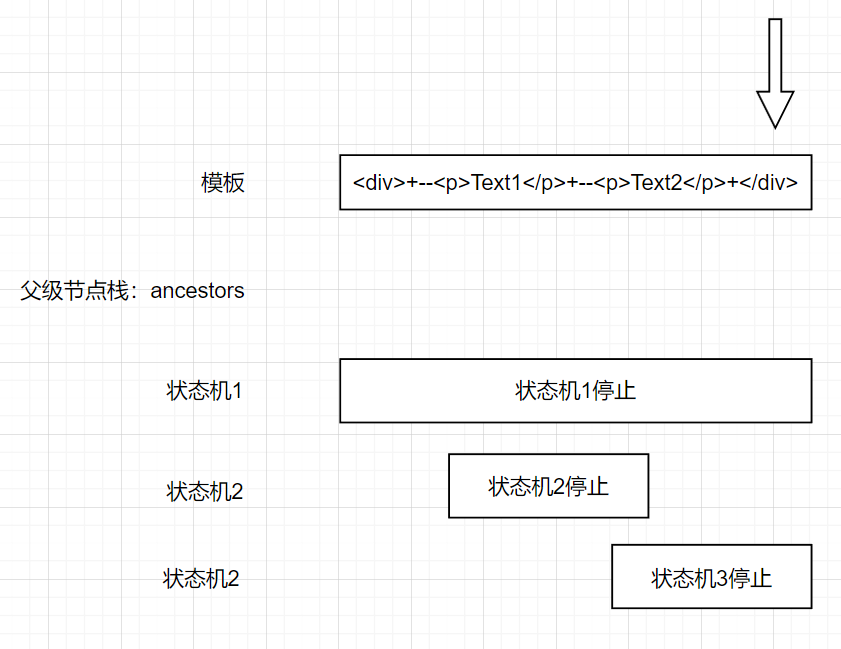 模板
<div>+--<p>Text1</p>+--<p>Text2</p>+</div>
父级节点栈：ancestors
状态机1
状态机1停止
状态机2
状态机2停止
状态机2
状态机3停止